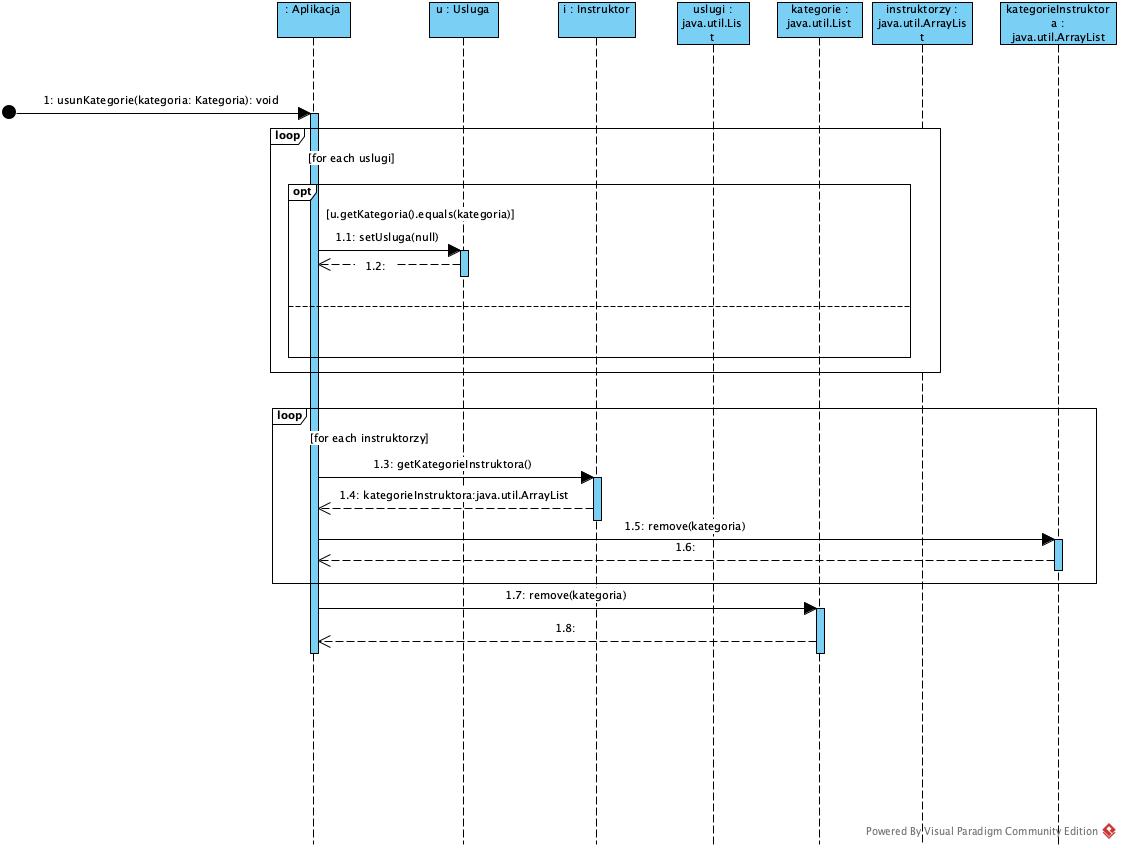 : Aplikacja
u : Usluga
i : Instruktor
uslugi :
java.util.Lis
t
kategorie :
java.util.List
instruktorzy :
java.util.ArrayLis
t
kategorieInstruktor
a :
java.util.ArrayList
1: usunKategorie(kategoria: Kategoria): void
loop
[for each uslugi]
opt
[u.getKategoria().equals(kategoria)]
1.1: setUsluga(null)
1.2:
loop
[for each instruktorzy]
1.3: getKategorieInstruktora()
1.4: kategorieInstruktora:java.util.ArrayList
1.5: remove(kategoria)
1.6:
1.7: remove(kategoria)
1.8:
Powered By Visual Paradigm Community Edition